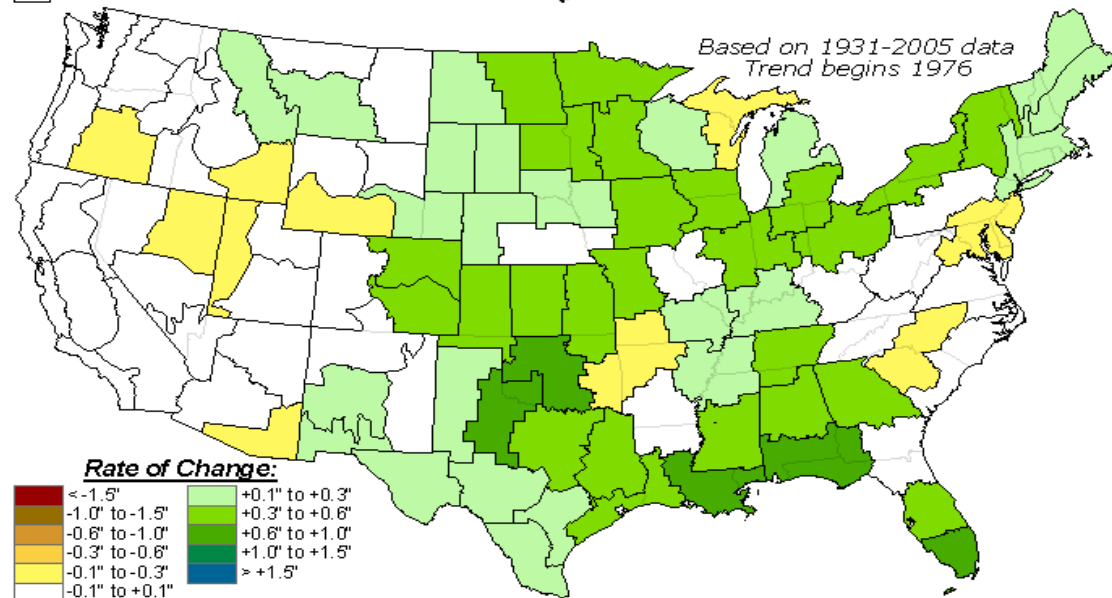 Based on 1931-2005 data
Trend begins 1976
Rate of Change:
< -1.5"
-1.0" to -1.5"
-0.6" to -1.0"
-0.3" to -0.6"
-0.1" to -0.3"
-0.1" to +0.1"
+0.1" to +0.3"
+0.3" to +0.6"
+0.6" to +1.0"
+1.0" to +1.5"
> +1.5"